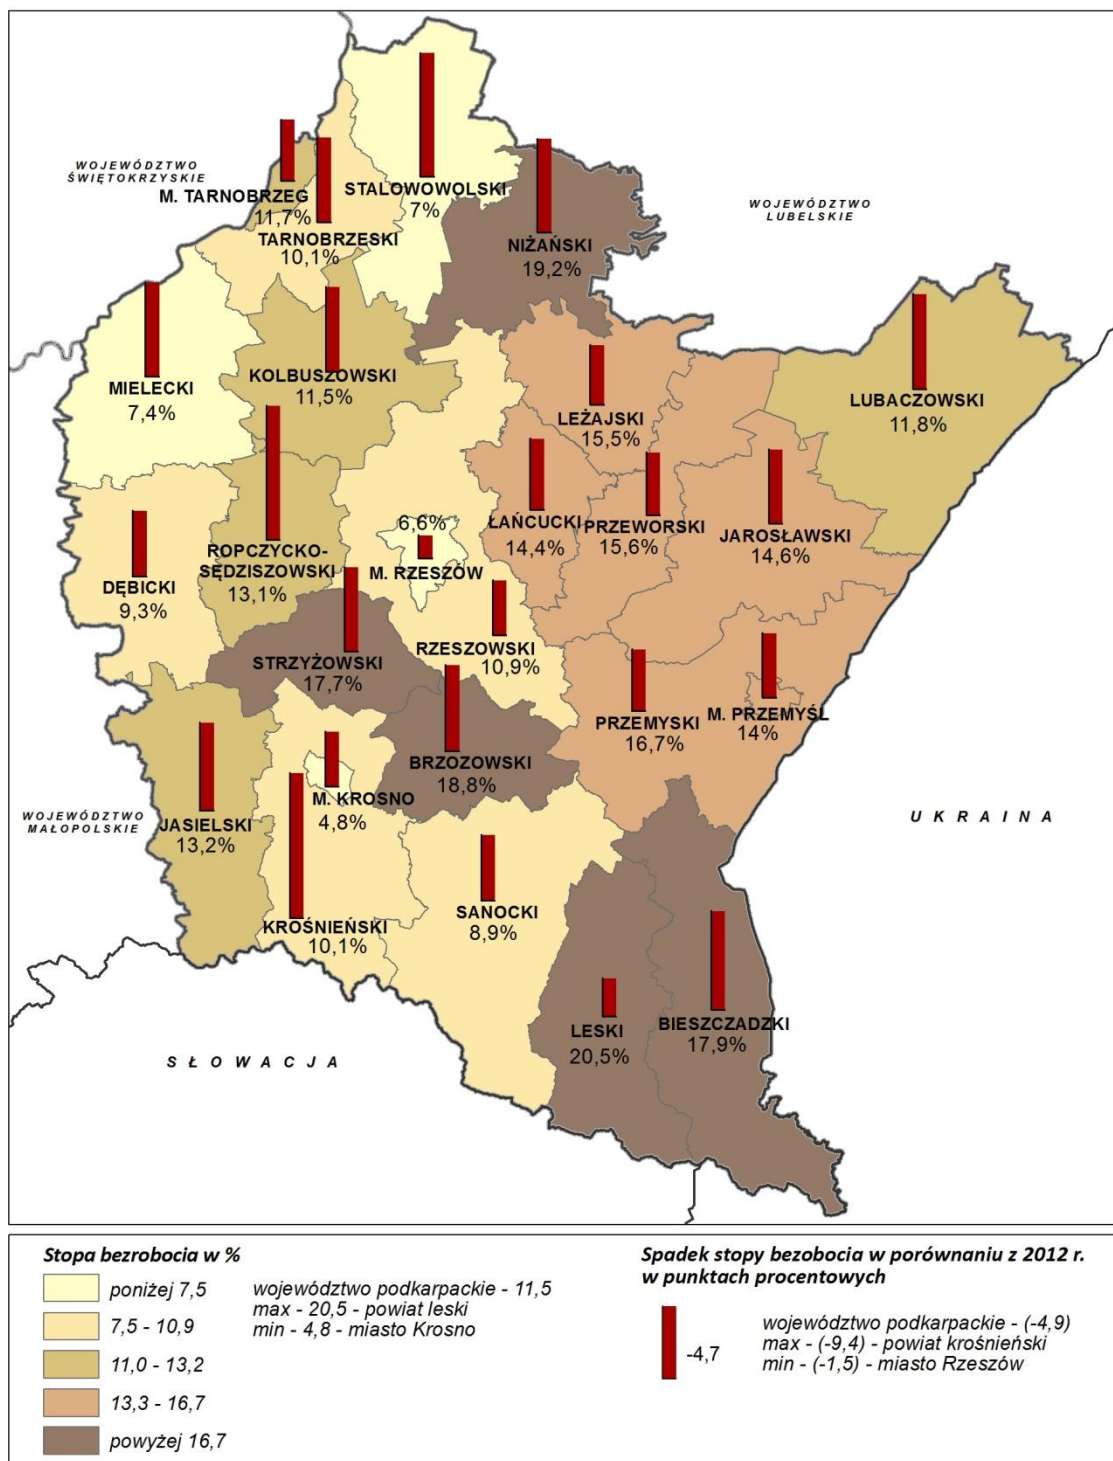 WOJEWÓDZTWO
ŚWIĘTOKRZYSKIE
M. TARNOBRZEG
11,7%
TARNOBRZESKI
10,1%
STALOWOWOLSKI
7%
NIŻAŃSKI
19,2%
WOJEWÓDZTWO
LUBELSKIE
MIELECKI
7,4%
KOLBUSZOWSKI
11,5%
LEŻAJSKI
15,5%
LUBACZOWSKI
11,8%
DĘBICKI
9,3%
ROPCZYCKO-
SĘDZISZOWSKI
13,1%
6,6%
M. RZESZÓW
ŁAŃCUCKI
14,4%
PRZEWORSKI
15,6%
JAROSŁAWSKI
14,6%
STRZYŻOWSKI
17,7%
RZESZOWSKI
10,9%
PRZEMYSKI
16,7%
M. PRZEMYŚL
14%
BRZOZOWSKI
18,8%
WOJEWÓDZTWO
MAŁOPOLSKIE
JASIELSKI
13,2%
M. KROSNO
4,8%
UKRAINA
KROŚNIEŃSKI
10,1%
SANOCKI
8,9%
LESKI
20,5%
BIESZCZADZKI
17,9%
SŁOWACJA
Stopa bezrobocia w %
poniżej 7,5
7,5 - 10,9
11,0 - 13,2
13,3 - 16,7
powyżej 16,7
województwo podkarpackie - 11,5
max - 20,5 - powiat leski
min - 4,8 - miasto Krosno
Spadek stopy bezobocia w porównaniu z 2012 r.
w punktach procentowych
-4,7
województwo podkarpackie - (-4,9)
max - (-9,4) - powiat krośnieński
min - (-1,5) - miasto Rzeszów